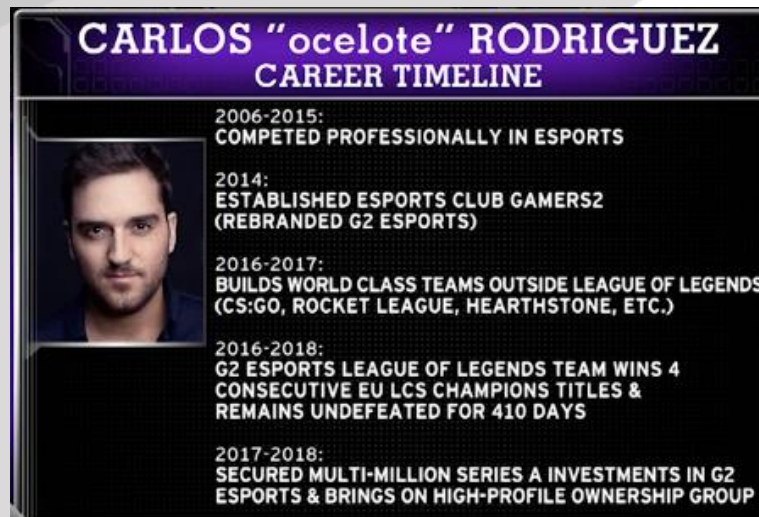 CARLOS “ocelote” RODRIGUEZ
CAREER TIMELINE
2006-2015:
COMPETED PROFESSIONALLY IN ESPORTS
2014:
ESTABLISHED ESPORTS CLUB GAMERS2
(REBRANDED G2 ESPORTS)
2016-2017:
BUILDS WORLD CLASS TEAMS OUTSIDE LEAGUE OF LEGENDS
(CS:GO, ROCKET LEAGUE, HEARTHSTONE, ETC.)
2016-2018:
G2 ESPORTS LEAGUE OF LEGENDS TEAM WINS 4
CONSECUTIVE EU LCS CHAMPIONS TITLES &
REMAINS UNDEFEATED FOR 410 DAYS
2017-2018:
SECURED MULTI-MILLION SERIES A INVESTMENTS IN G2
ESPORTS & BRINGS ON HIGH-PROFILE OWNERSHIP GROUP